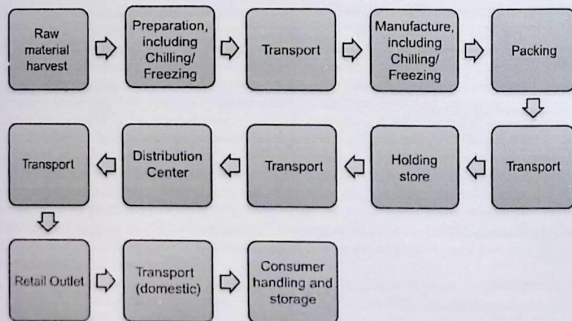 Raw
material
harvest
Preparation,
including
Chilling/
Freezing
Transport
Manufacture,
including
Chilling/
Freezing
Packing
Transport
Holding
store
Transport
Distribution
Center
Transport
Retail Outlet
Transport
(domestic)
Consumer
handling and
storage